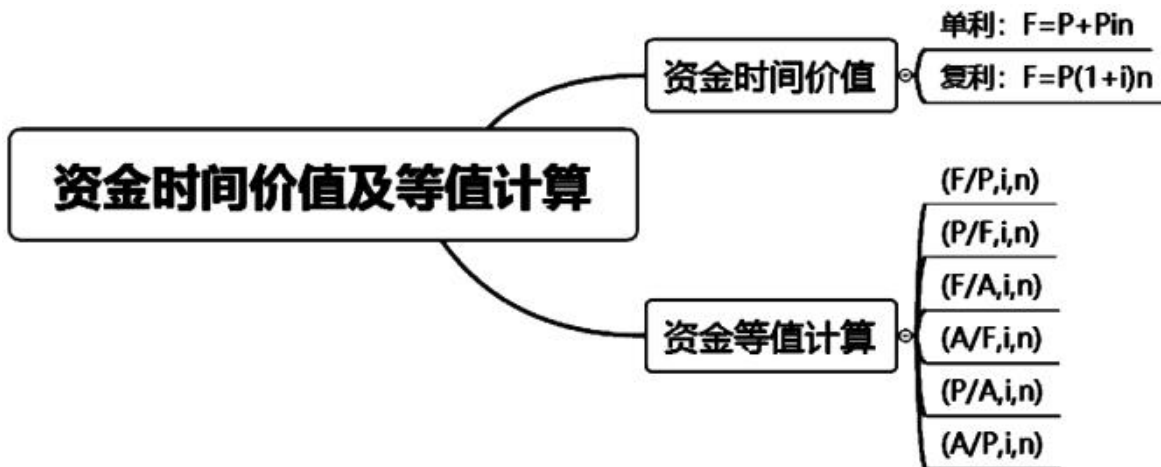 资金时间价值及等值计算
资金时间价值
单利：F=P+Pin
复利：F=P(1+i)n
资金等值计算
(F/P,i,n)
(P/F,i,n)
(F/A,i,n)
(A/F,i,n)
(P/A,i,n)
(A/P,i,n)